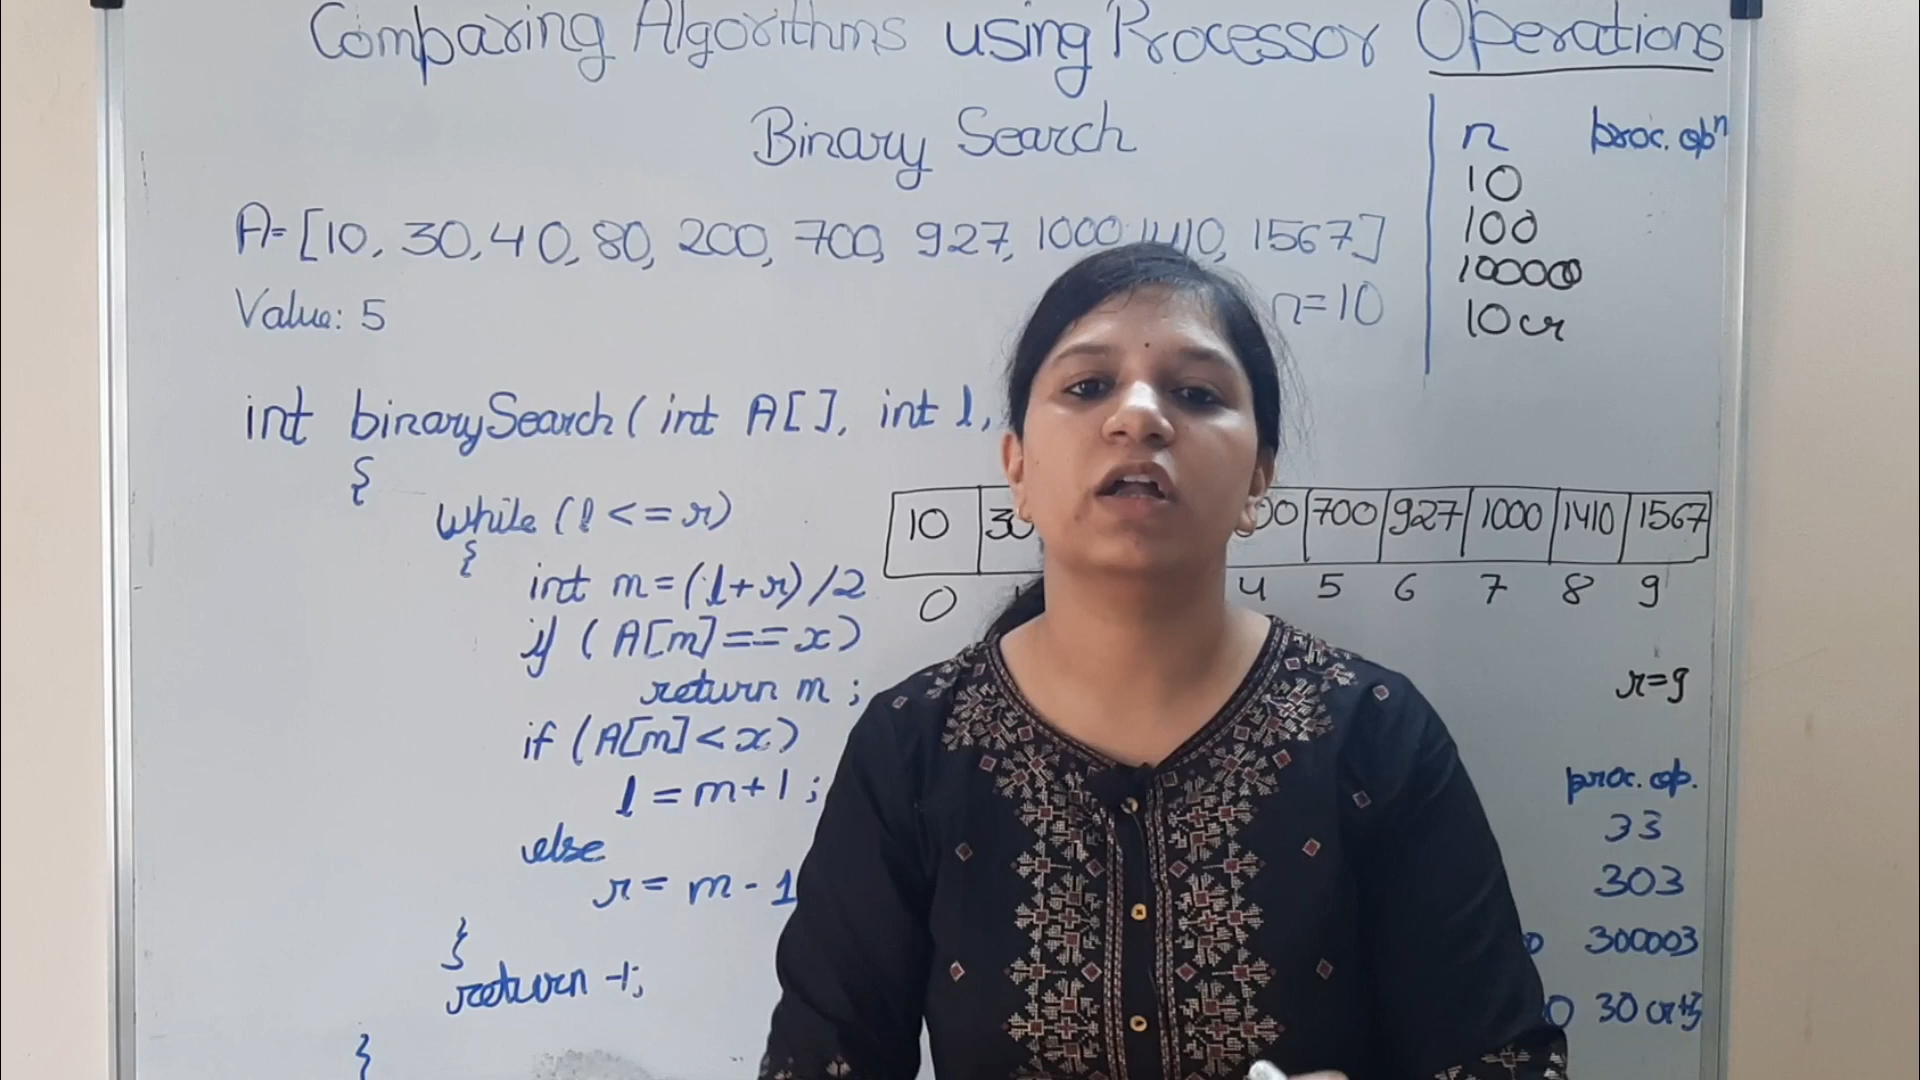 Comparing Algorithms using Processor Operations
Binary Search
A= [10, 30, 40, 80, 200, 700, 927, 1000, 1410, 1567]
Value: 5
n=10
n proc. opⁿ
10
100
100000
10 cr
int binarySearch( int A[], int l,
{
while (l <= r)
{
int m = (l+r) /2
if ( A[m] == x)
return m ;
if (A[m] < x)
l = m+1 ;
else
r = m - 1
}
return -1;
}
10 30 700 927 1000 1410 1567
0 4 5 6 7 8 9
r=9
proc. op.
33
303
300003
30 cr+3